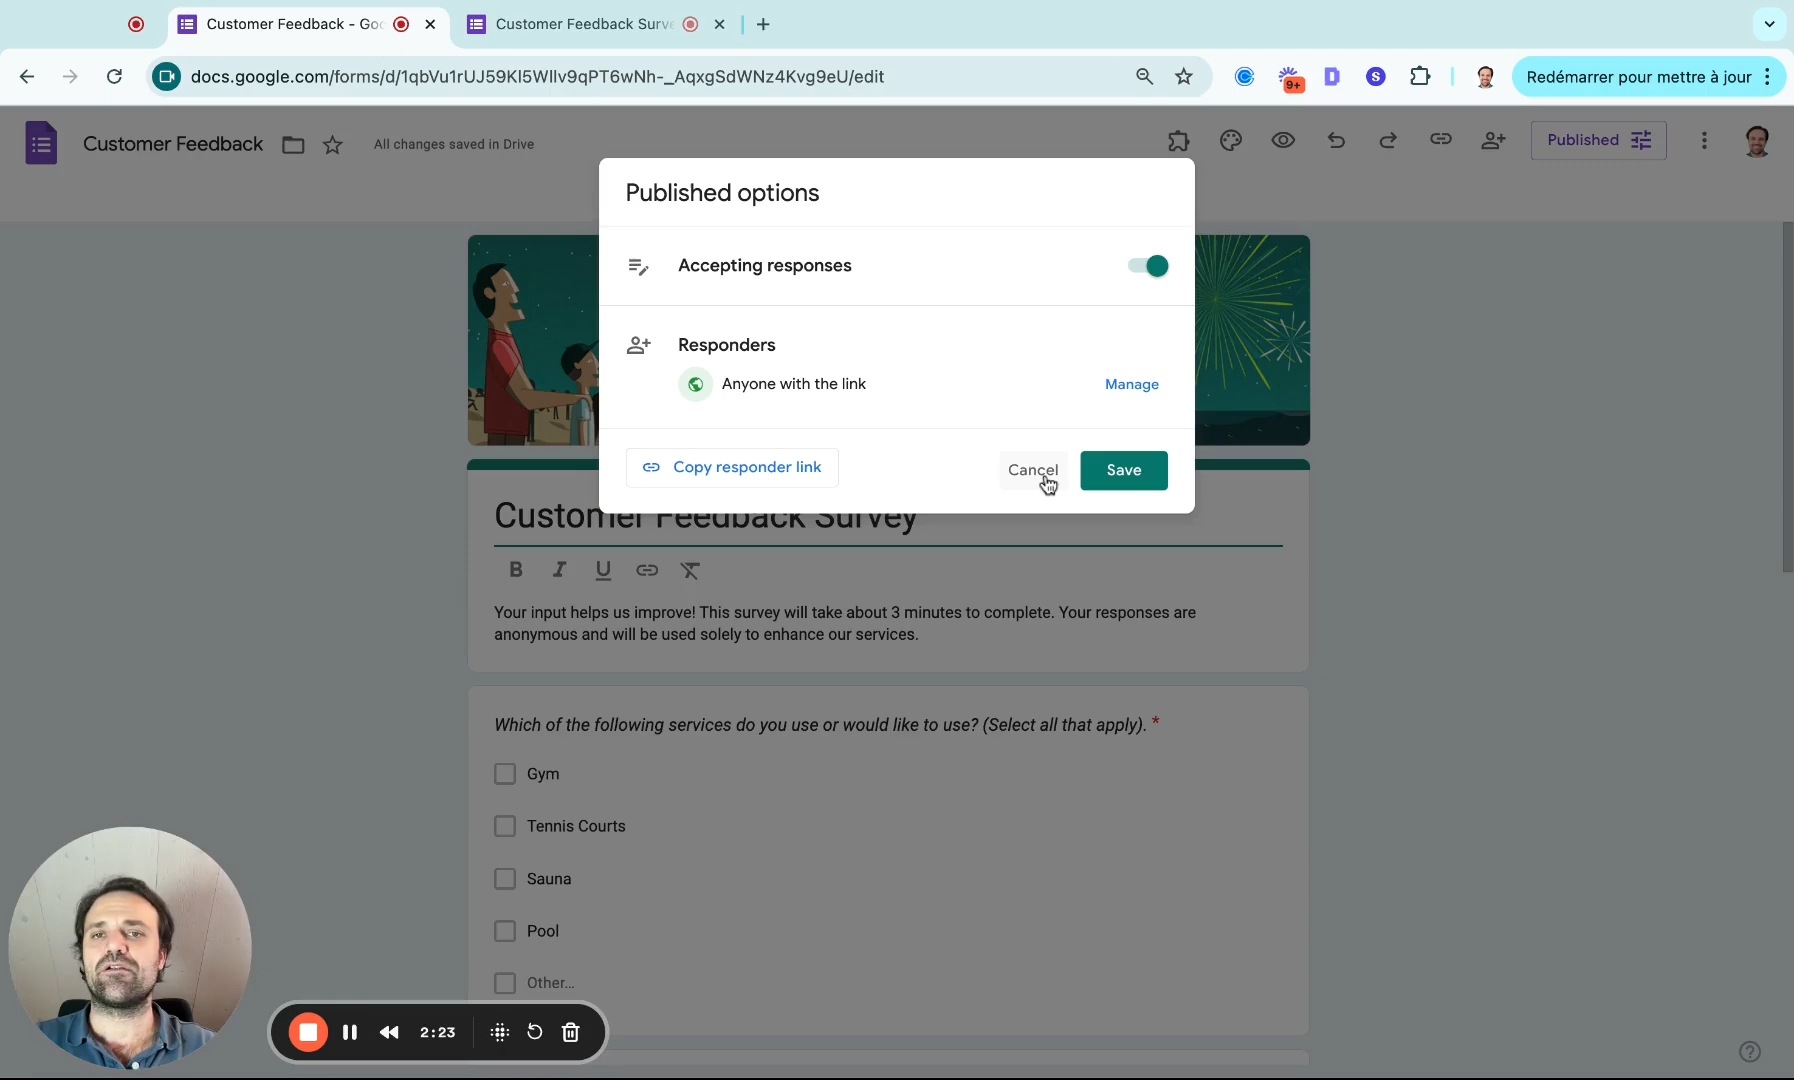 Customer Feedback - Goo
Customer Feedback Surve
docs.google.com/forms/d/1qbVu1rUJ59KI5WIlv9qPT6wNh-_AqxgSdWNz4Kvg9eU/edit
9+
D
S
Redémarrer pour mettre à jour
Customer Feedback
All changes saved in Drive
Published
Published options
Accepting responses
Responders
Anyone with the link
Manage
Copy responder link
Cancel
Save
Customer Feedback Survey
B I U
Your input helps us improve! This survey will take about 3 minutes to complete. Your responses are
anonymous and will be used solely to enhance our services.
Which of the following services do you use or would like to use? (Select all that apply). *
Gym
Tennis Courts
Sauna
Pool
Other...
2:23